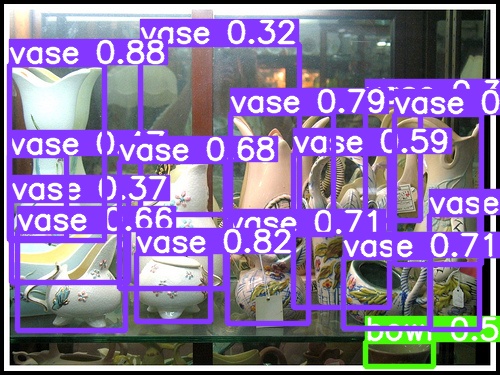 vase 0.32
vase 0.88
vase 0.79
vase 0
vase 0.59
vase 0.68
vase 0.37
vase
vase 0.66
vase 0.71
vase 0.82
vase 0.71
bowl 0.5